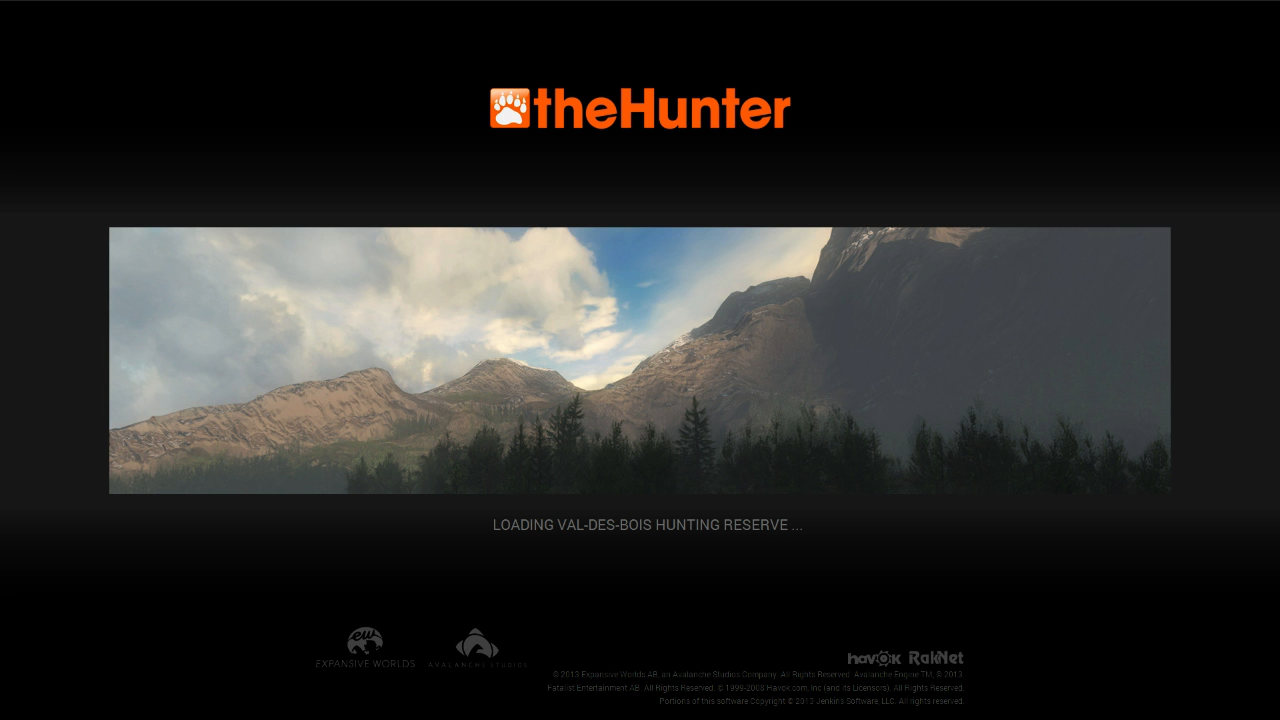 theHunter
LOADING VAL-DES-BOIS HUNTING RESERVE ...
ew
EXPANSIVE WORLDS
AVALANCHE STUDIOS
havok RakNet
© 2013 Expansive Worlds AB, an Avalanche Studios Company. All Rights Reserved. Avalanche Engine TM, © 2013
Fatalist Entertainment AB. All Rights Reserved. © 1999-2008 Havok.com, Inc (and its Licensors). All Rights Reserved.
Portions of this software Copyright © 2013 Jenkins Software, LLC. All rights reserved.